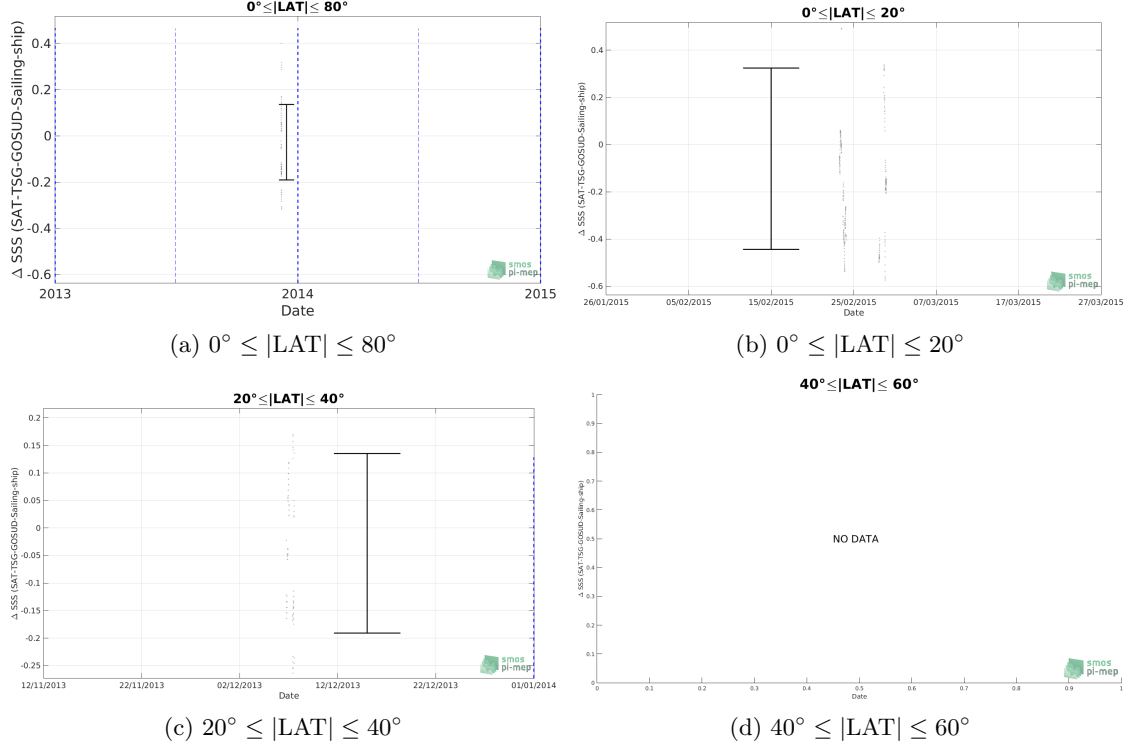 0°≤|LAT|≤ 80°
0.4
0.2
0
-0.2
-0.4
-0.6
Δ SSS (SAT-TSG-GOSUD-Sailing-ship)
2013
2014
2015
Date
smos
pi-mep
(a) 0° ≤ |LAT| ≤ 80°
0°≤|LAT|≤ 20°
0.4
0.2
0
-0.2
-0.4
-0.6
Δ SSS (SAT-TSG-GOSUD-Sailing-ship)
26/01/2015
05/02/2015
15/02/2015
25/02/2015
07/03/2015
17/03/2015
27/03/2015
Date
smos
pi-mep
(b) 0° ≤ |LAT| ≤ 20°
20°≤|LAT|≤ 40°
0.2
0.15
0.1
0.05
0
-0.05
-0.1
-0.15
-0.2
-0.25
Δ SSS (SAT-TSG-GOSUD-Sailing-ship)
12/11/2013
22/11/2013
02/12/2013
12/12/2013
22/12/2013
01/01/2014
Date
smos
pi-mep
(c) 20° ≤ |LAT| ≤ 40°
40°≤|LAT|≤ 60°
1
0.9
0.8
0.7
0.6
0.5
0.4
0.3
0.2
0.1
0
Δ SSS (SAT-TSG-GOSUD-Sailing-ship)
NO DATA
0
0.1
0.2
0.3
0.4
0.5
0.6
0.7
0.8
0.9
1
Date
smos
pi-mep
(d) 40° ≤ |LAT| ≤ 60°